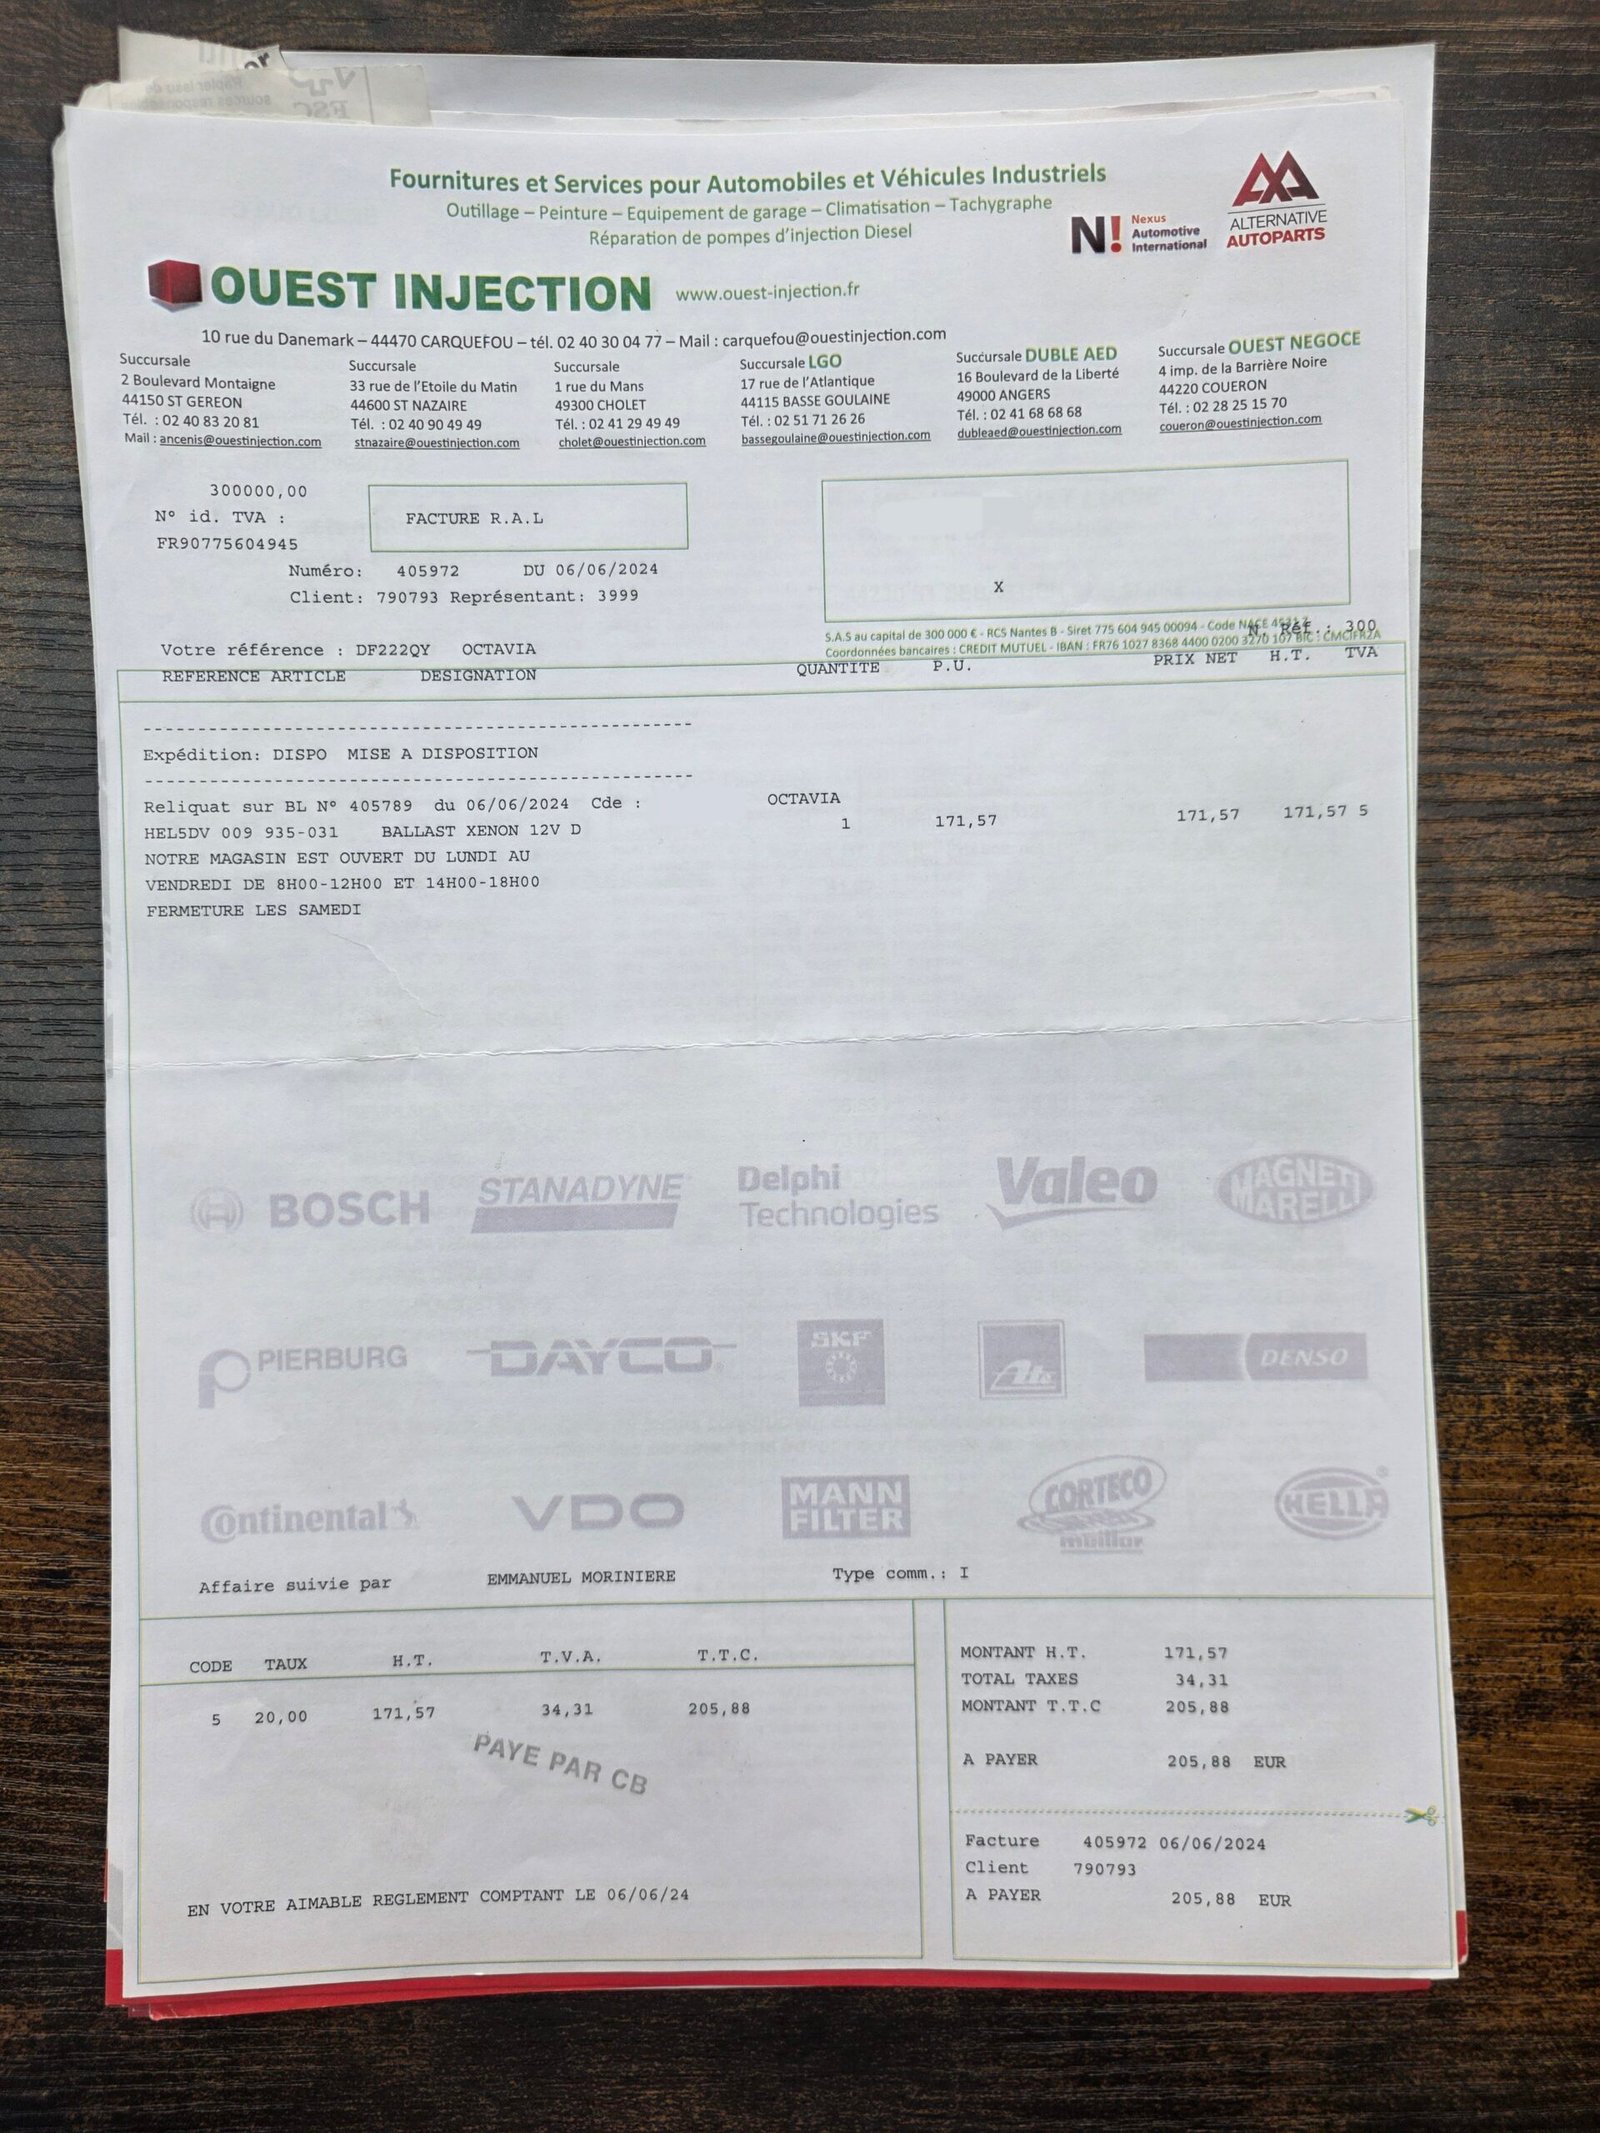 Fournitures et Services pour Automobiles et Véhicules Industriels
Outillage – Peinture – Equipement de garage – Climatisation – Tachygraphe
Réparation de pompes d'injection Diesel
N! Nexus
Automotive
International
ALTERNATIVE
AUTOPARTS
OUEST INJECTION www.ouest-injection.fr
10 rue du Danemark – 44470 CARQUEFOU – tél. 02 40 30 04 77 – Mail : carquefou@ouestinjection.com
Succursale
2 Boulevard Montaigne
44150 ST GEREON
Tél. : 02 40 83 20 81
Mail : ancenis@ouestinjection.com
Succursale
33 rue de l'Etoile du Matin
44600 ST NAZAIRE
Tél. : 02 40 90 49 49
stnazaire@ouestinjection.com
Succursale
1 rue du Mans
49300 CHOLET
Tél. : 02 41 29 49 49
cholet@ouestinjection.com
Succursale LGO
17 rue de l'Atlantique
44115 BASSE GOULAINE
Tél. : 02 51 71 26 26
bassegoulaine@ouestinjection.com
Succursale DUBLE AED
16 Boulevard de la Liberté
49000 ANGERS
Tél. : 02 41 68 68 68
dubleaed@ouestinjection.com
Succursale OUEST NEGOCE
4 imp. de la Barrière Noire
44220 COUERON
Tél. : 02 28 25 15 70
coueron@ouestinjection.com
300000,00
N° id. TVA :
FR90775604945
FACTURE R.A.L
Numéro: 405972 DU 06/06/2024
Client: 790793 Représentant: 3999
X
S.A.S au capital de 300 000 € - RCS Nantes B - Siret 775 604 945 00094 - Code NACE
N. Réf.: 300
Coordonnées bancaires : CREDIT MUTUEL - IBAN : FR76 1027 8368 4400 0200 3270 107 BIC : CMCIFR2A
Votre référence : DF222QY OCTAVIA
REFERENCE ARTICLE DESIGNATION QUANTITE P.U. PRIX NET H.T. TVA
-----------------------------------------------------
Expédition: DISPO MISE A DISPOSITION
-----------------------------------------------------
Reliquat sur BL N° 405789 du 06/06/2024 Cde : OCTAVIA
HEL5DV 009 935-031 BALLAST XENON 12V D 1 171,57 171,57 171,57 5
NOTRE MAGASIN EST OUVERT DU LUNDI AU
VENDREDI DE 8H00-12H00 ET 14H00-18H00
FERMETURE LES SAMEDI
BOSCH STANADYNE Delphi Technologies Valeo MAGNETI MARELLI
PIERBURG DAYCO SKF Ate DENSO
Continental VDO MANN FILTER CORTECO meillor HELLA
Affaire suivie par EMMANUEL MORINIERE Type comm.: I
CODE TAUX H.T. T.V.A. T.T.C.
5 20,00 171,57 34,31 205,88
PAYE PAR CB
EN VOTRE AIMABLE REGLEMENT COMPTANT LE 06/06/24
MONTANT H.T. 171,57
TOTAL TAXES 34,31
MONTANT T.T.C 205,88
A PAYER 205,88 EUR
Facture 405972 06/06/2024
Client 790793
A PAYER 205,88 EUR